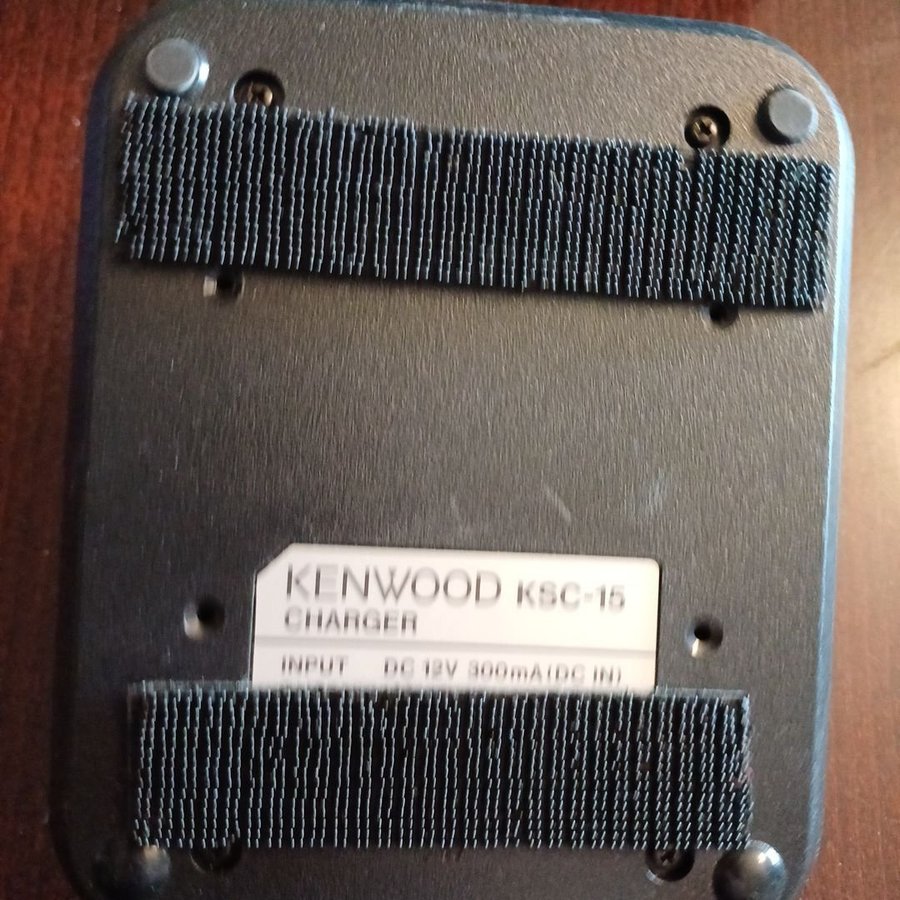 KENWOOD KSC-15
CHARGER
INPUT DC 12V 300mA(DC IN)